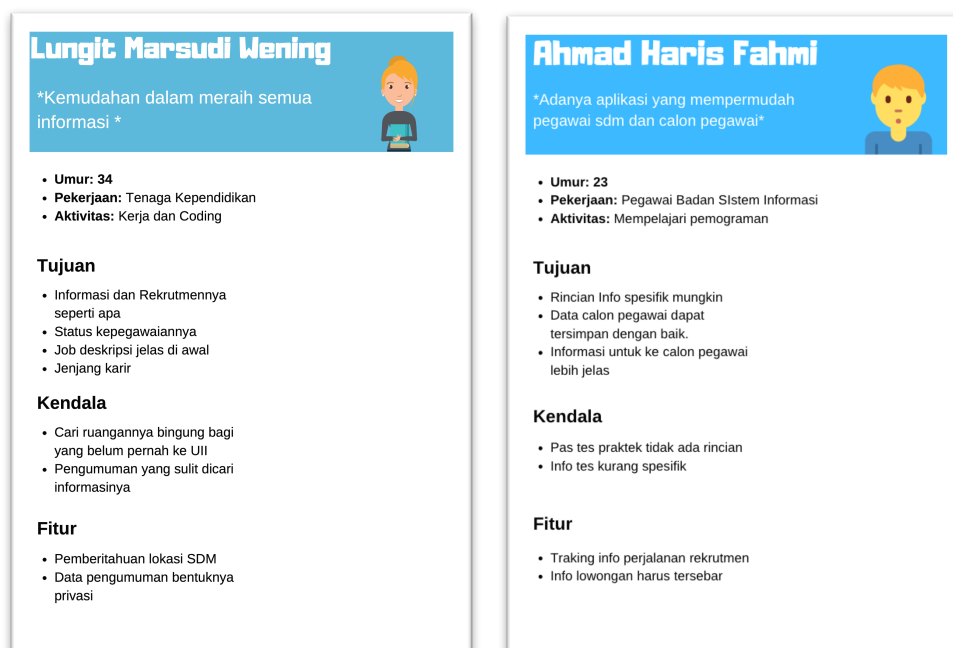 Lungit Marsudi Wening
*Kemudahan dalam meraih semua
informasi *
• Umur: 34
• Pekerjaan: Tenaga Kependidikan
• Aktivitas: Kerja dan Coding
Tujuan
• Informasi dan Rekrutmennya
seperti apa
• Status kepegawaiannya
• Job deskripsi jelas di awal
• Jenjang karir
Kendala
• Cari ruangannya bingung bagi
yang belum pernah ke UII
• Pengumuman yang sulit dicari
informasinya
Fitur
• Pemberitahuan lokasi SDM
• Data pengumuman bentuknya
privasi
Ahmad Haris Fahmi
*Adanya aplikasi yang mempermudah
pegawai sdm dan calon pegawai*
• Umur: 23
• Pekerjaan: Pegawai Badan SIstem Informasi
• Aktivitas: Mempelajari pemograman
Tujuan
• Rincian Info spesifik mungkin
• Data calon pegawai dapat
tersimpan dengan baik.
• Informasi untuk ke calon pegawai
lebih jelas
Kendala
• Pas tes praktek tidak ada rincian
• Info tes kurang spesifik
Fitur
• Traking info perjalanan rekrutmen
• Info lowongan harus tersebar